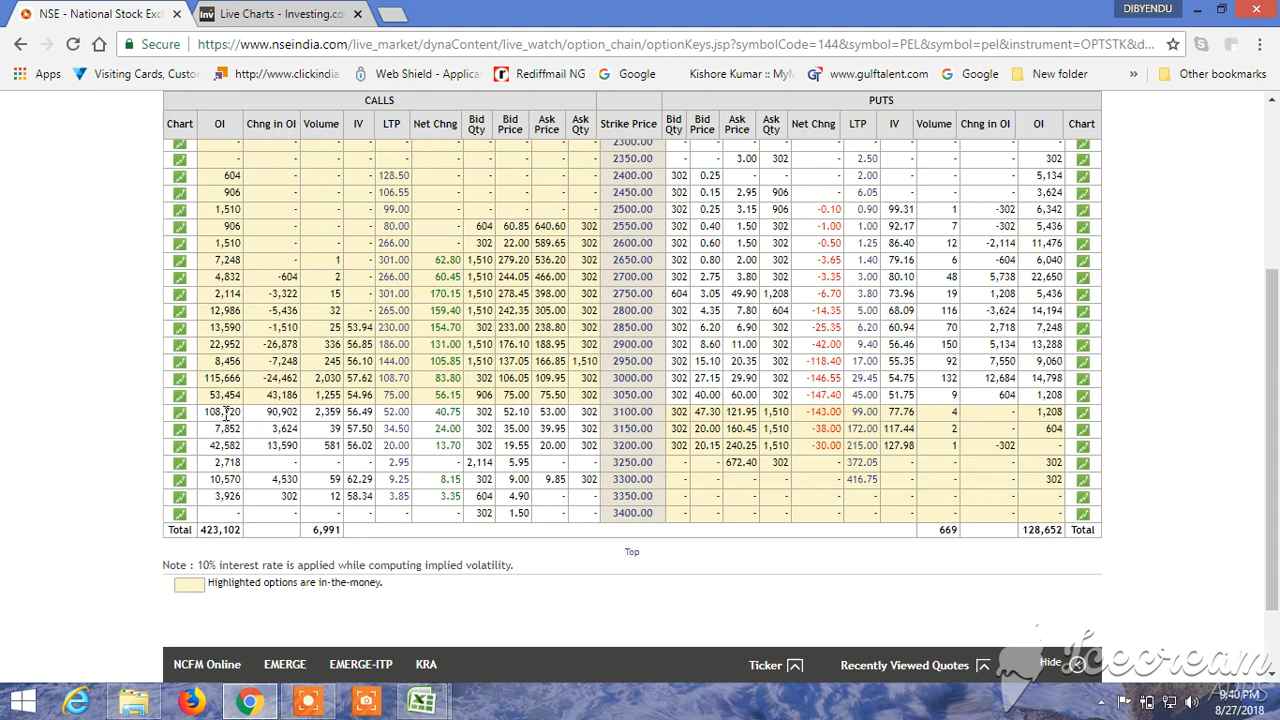 DIBYENDU
NSE - National Stock Exch
Live Charts - Investing.co
Secure
https://www.nseindia.com/live_market/dynaContent/live_watch/option_chain/optionKeys.jsp?symbolCode=144&symbol=PEL&symbol=pel&instrument=OPTSTK&d...
Apps Visiting Cards, Custor http://www.clickindia Web Shield - Applica Rediffmail NG Google Kishore Kumar :: MyM www.gulftalent.com Google New folder » Other bookmarks
CALLS PUTS
Chart OI Chng in OI Volume IV LTP Net Chng Bid Qty Bid Price Ask Price Ask Qty Strike Price Bid Qty Bid Price Ask Price Ask Qty Net Chng LTP IV Volume Chng in OI OI Chart
- - - - - - - - - - 2300.00 - - - - - - - - - -
- - - - - - - - - - 2350.00 - - 3.00 302 - 2.50 - - - 302
604 - - - 128.50 - - - - - 2400.00 302 0.25 - - - 2.00 - - - 5,134
906 - - - 106.55 - - - - - 2450.00 302 0.15 2.95 906 - 6.05 - - - 3,624
1,510 - - - 99.00 - - - - - 2500.00 302 0.25 3.15 906 -0.10 0.90 99.31 1 -302 6,342
906 - - - 80.00 - 604 60.85 640.60 302 2550.00 302 0.40 1.50 302 -1.00 1.00 92.17 7 -302 5,436
1,510 - - - 266.00 - 302 22.00 589.65 302 2600.00 302 0.60 1.50 302 -0.50 1.25 86.40 12 -2,114 11,476
7,248 - 1 - 301.00 62.80 1,510 279.20 536.20 302 2650.00 302 0.80 2.00 302 -3.65 1.40 79.16 6 -604 6,040
4,832 -604 2 - 266.00 60.45 1,510 244.05 466.00 302 2700.00 302 2.75 3.80 302 -3.35 3.00 80.10 48 5,738 22,650
2,114 -3,322 15 - 301.00 170.15 1,510 278.45 398.00 302 2750.00 604 3.05 49.90 1,208 -6.70 3.80 73.96 19 1,208 5,436
12,986 -5,436 32 - 265.00 159.40 1,510 242.35 305.00 302 2800.00 302 4.35 7.80 604 -14.35 5.00 68.09 116 -3,624 14,194
13,590 -1,510 25 53.94 230.00 154.70 302 233.00 238.80 302 2850.00 302 6.20 6.90 302 -25.35 6.20 60.94 70 2,718 7,248
22,952 -26,878 336 56.85 186.00 131.00 302 176.10 188.95 302 2900.00 302 8.60 11.00 302 -42.00 9.40 56.46 150 5,134 13,288
8,456 -7,248 245 56.10 144.00 105.85 1,510 137.05 166.85 1,510 2950.00 302 15.10 20.35 302 -118.40 17.00 55.35 92 7,550 9,060
115,666 -24,462 2,030 57.62 108.70 83.80 302 106.05 109.95 302 3000.00 302 27.15 29.90 302 -146.55 29.45 54.75 132 12,684 14,798
53,454 43,186 1,255 54.96 75.00 56.15 906 75.00 75.50 302 3050.00 302 40.00 60.00 302 -147.40 45.00 51.75 9 604 1,208
90,902 2,359 56.49 52.00 40.75 302 52.10 53.00 302 3100.00 302 47.30 121.95 1,510 -143.00 99.00 77.76 4 - 1,208
7,852 3,624 39 57.50 34.50 24.00 302 35.00 39.95 302 3150.00 302 20.00 160.45 1,510 -38.00 172.00 117.44 2 - 604
42,582 13,590 581 56.02 20.00 13.70 302 19.55 20.00 302 3200.00 302 20.15 240.25 1,510 -30.00 215.00 127.98 1 -302 -
2,718 - - - 2.95 - 2,114 5.95 - - 3250.00 - - 672.40 302 - 372.05 - - - 302
10,570 4,530 59 62.29 9.25 8.15 302 9.00 9.85 302 3300.00 - - - - - 416.75 - - - 302
3,926 302 12 58.34 3.85 3.35 604 4.90 - - 3350.00 - - - - - - - - - -
- - - - - - 302 1.50 - - 3400.00 - - - - - - - - - -
Total 423,102 6,991 669 128,652 Total
Top
Note : 10% interest rate is applied while computing implied volatility.
Highlighted options are in-the-money.
NCFM Online EMERGE EMERGE-ITP KRA Ticker Recently Viewed Quotes Hide
Icecream
APPS
9:40 PM
8/27/2018